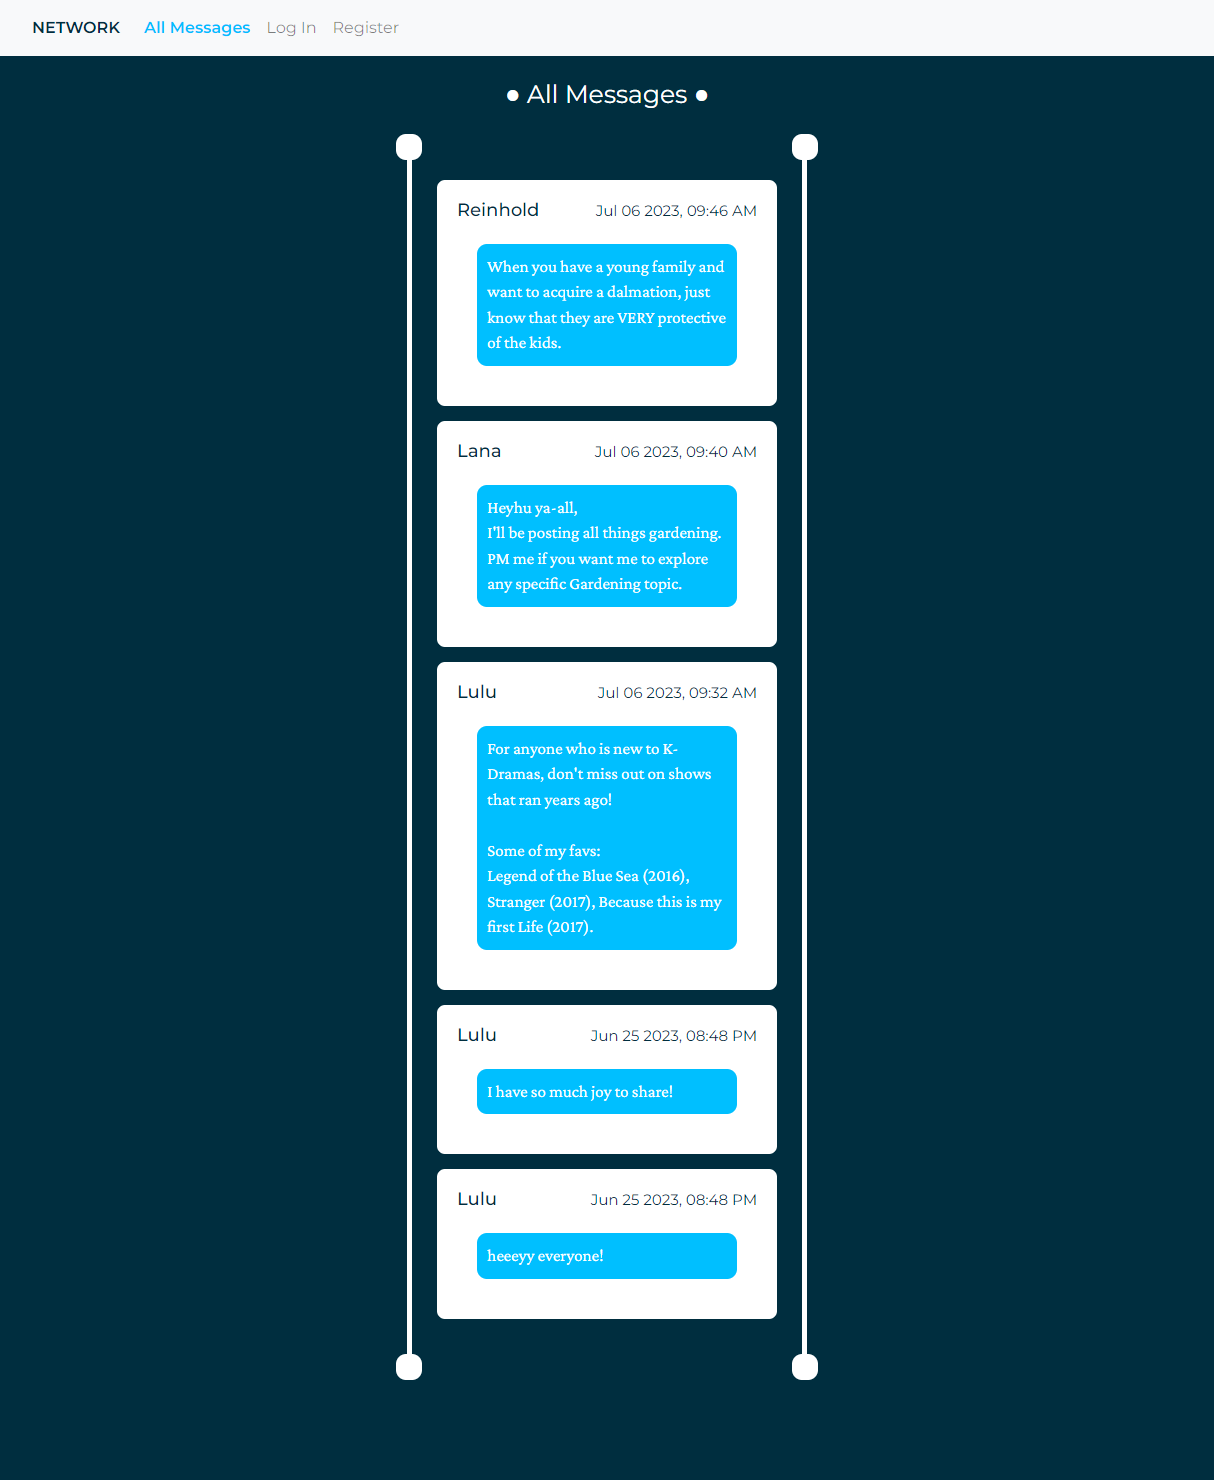 NETWORK All Messages Log In Register
• All Messages •
Reinhold Jul 06 2023, 09:46 AM
When you have a young family and
want to acquire a dalmation, just
know that they are VERY protective
of the kids.
Lana Jul 06 2023, 09:40 AM
Heyhu ya-all,
I'll be posting all things gardening.
PM me if you want me to explore
any specific Gardening topic.
Lulu Jul 06 2023, 09:32 AM
For anyone who is new to K-
Dramas, don't miss out on shows
that ran years ago!
Some of my favs:
Legend of the Blue Sea (2016),
Stranger (2017), Because this is my
first Life (2017).
Lulu Jun 25 2023, 08:48 PM
I have so much joy to share!
Lulu Jun 25 2023, 08:48 PM
heeeyy everyone!